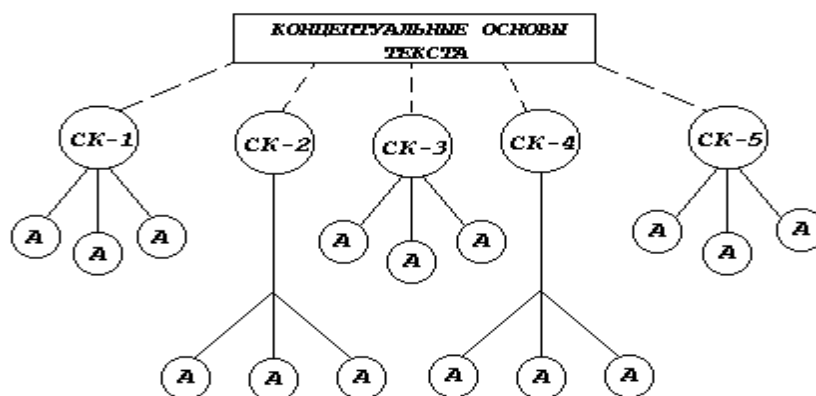 КОНЦЕПТУАЛЬНЫЕ ОСНОВЫ
ТЕКСТА
СК-1 СК-2 СК-3 СК-4 СК-5
А А А А А А А А А
А А А А А А